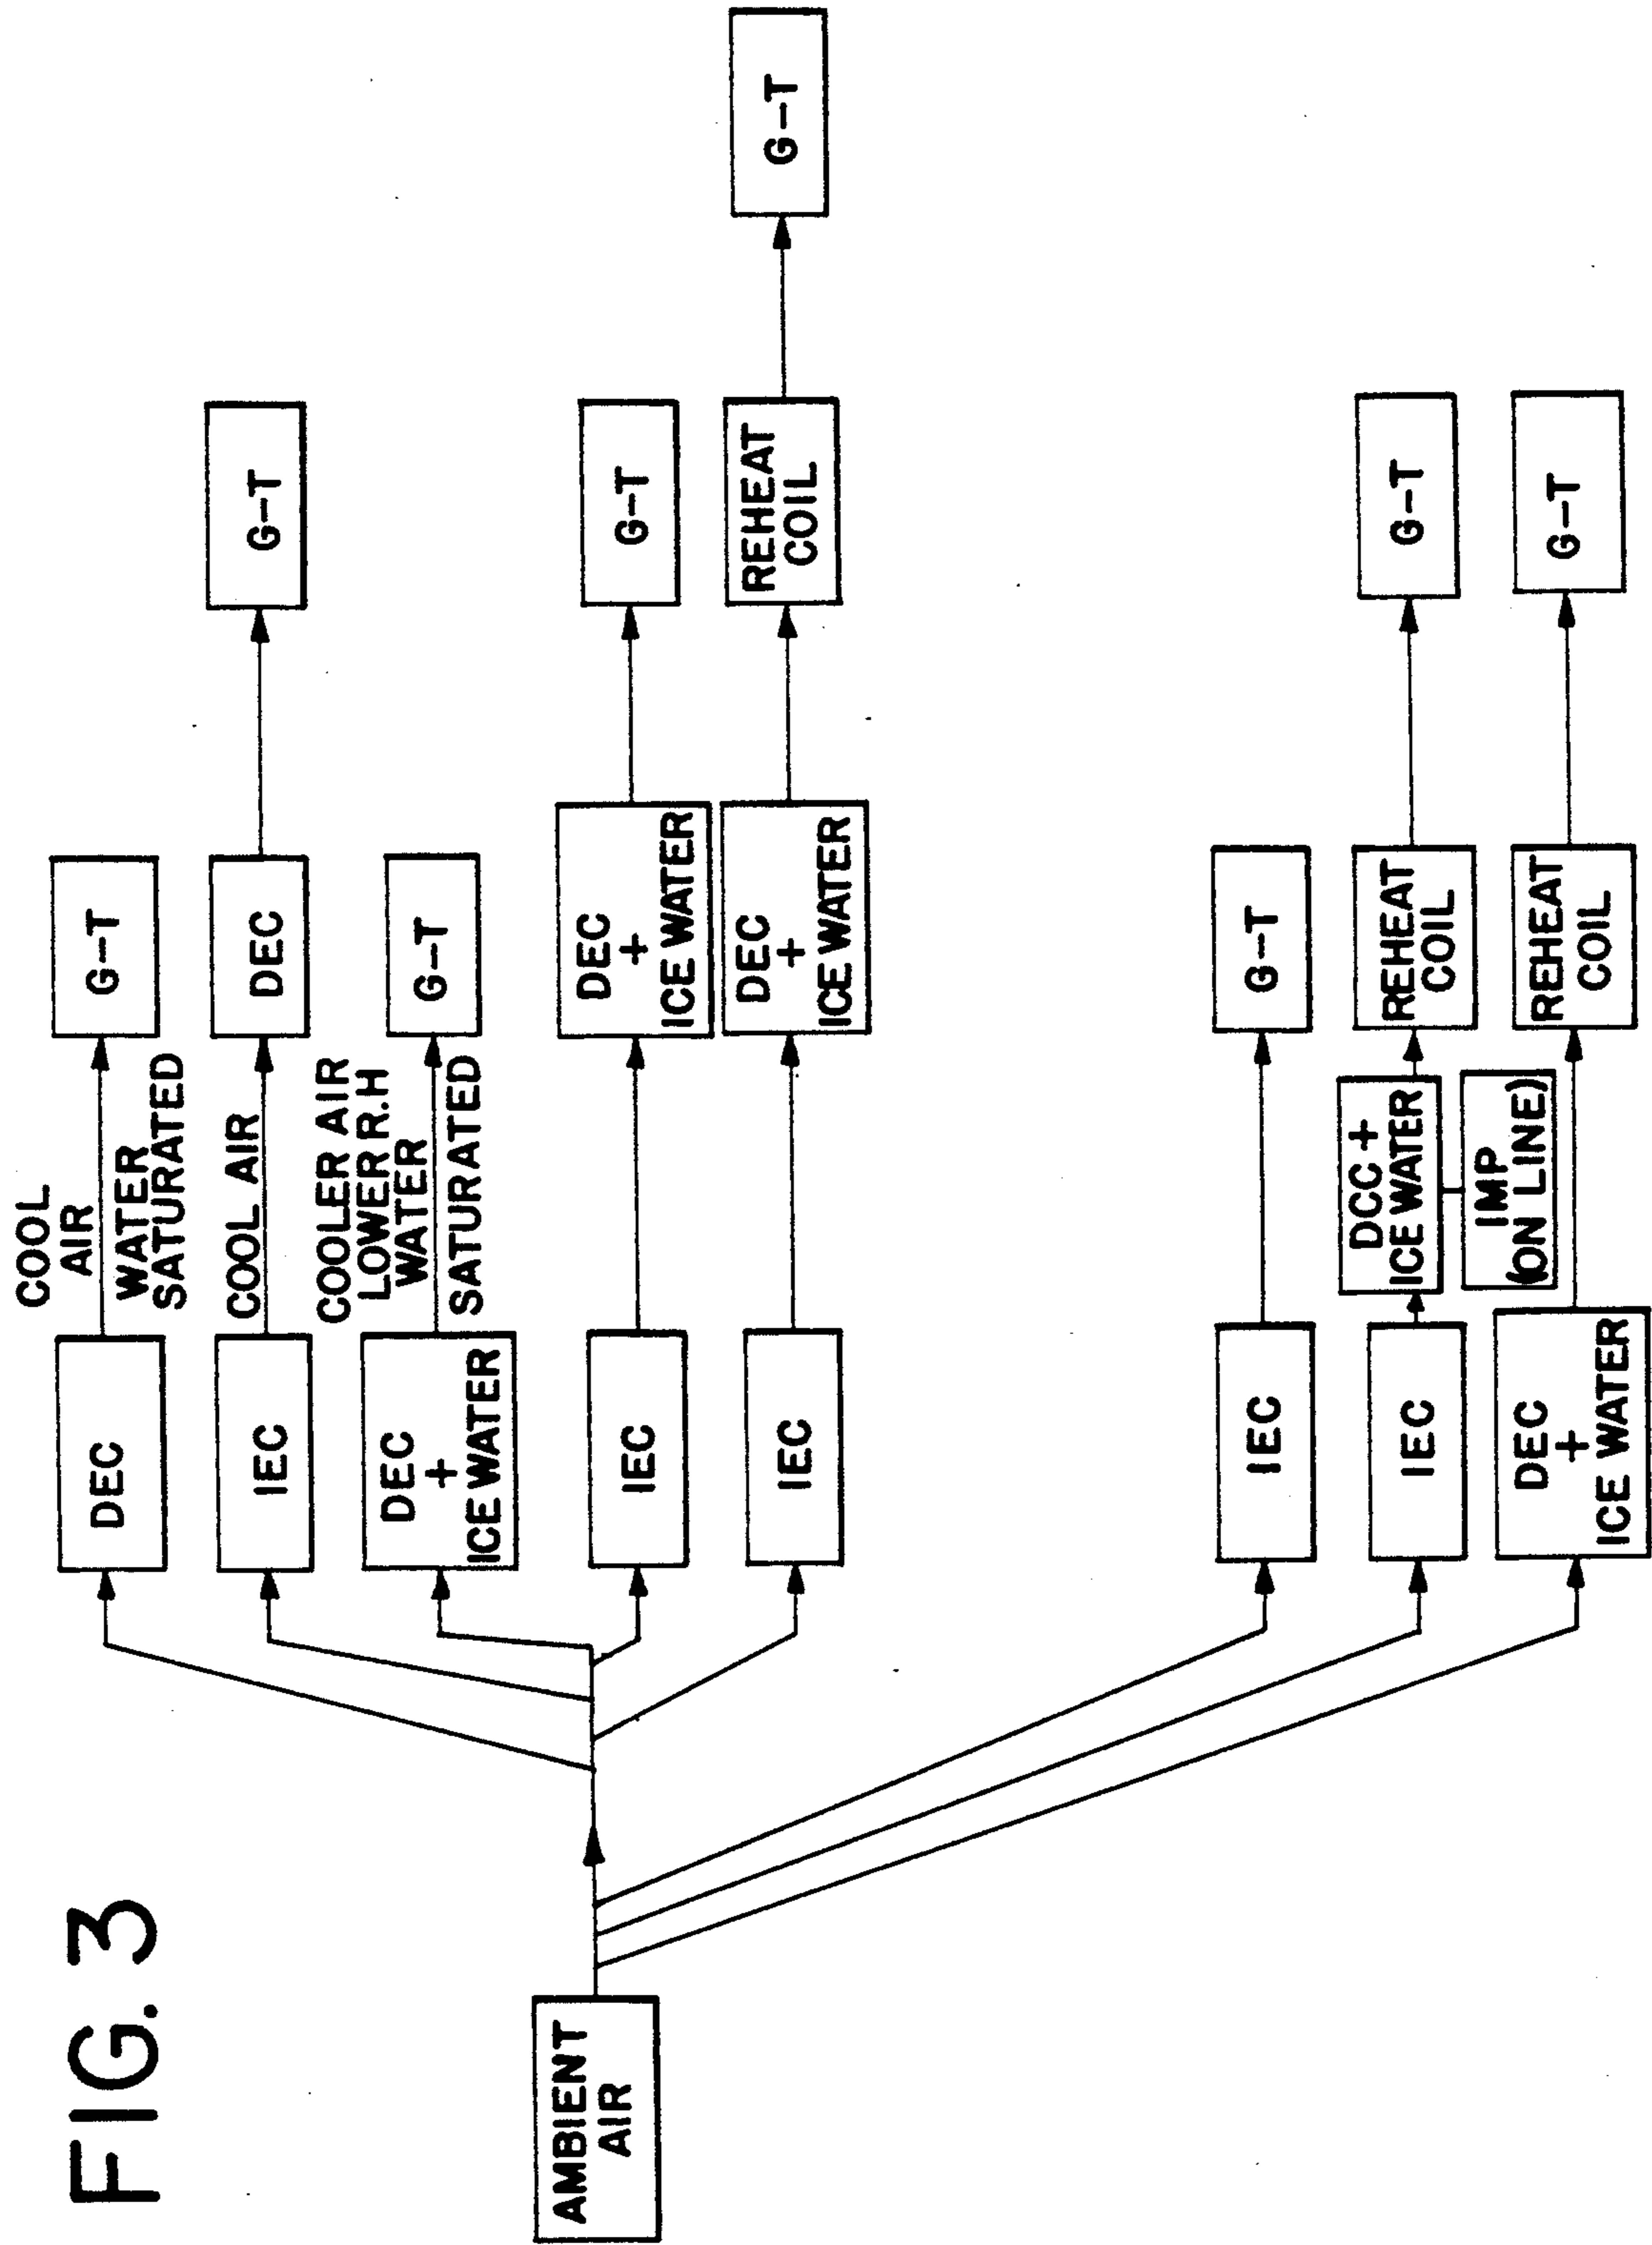 FIG. 3
AMBIENT
AIR
DEC
COOL
AIR
WATER
SATURATED
G-T
IEC
COOL AIR
DEC
G-T
DEC
+
ICE WATER
COOLER AIR
LOWER R.H
WATER
SATURATED
G-T
IEC
DEC
+
ICE WATER
G-T
IEC
DEC
+
ICE WATER
REHEAT
COIL
G-T
IEC
G-T
IEC
DCC +
ICE WATER
IMP
(ON LINE)
REHEAT
COIL
G-T
DEC
+
ICE WATER
REHEAT
COIL
G-T